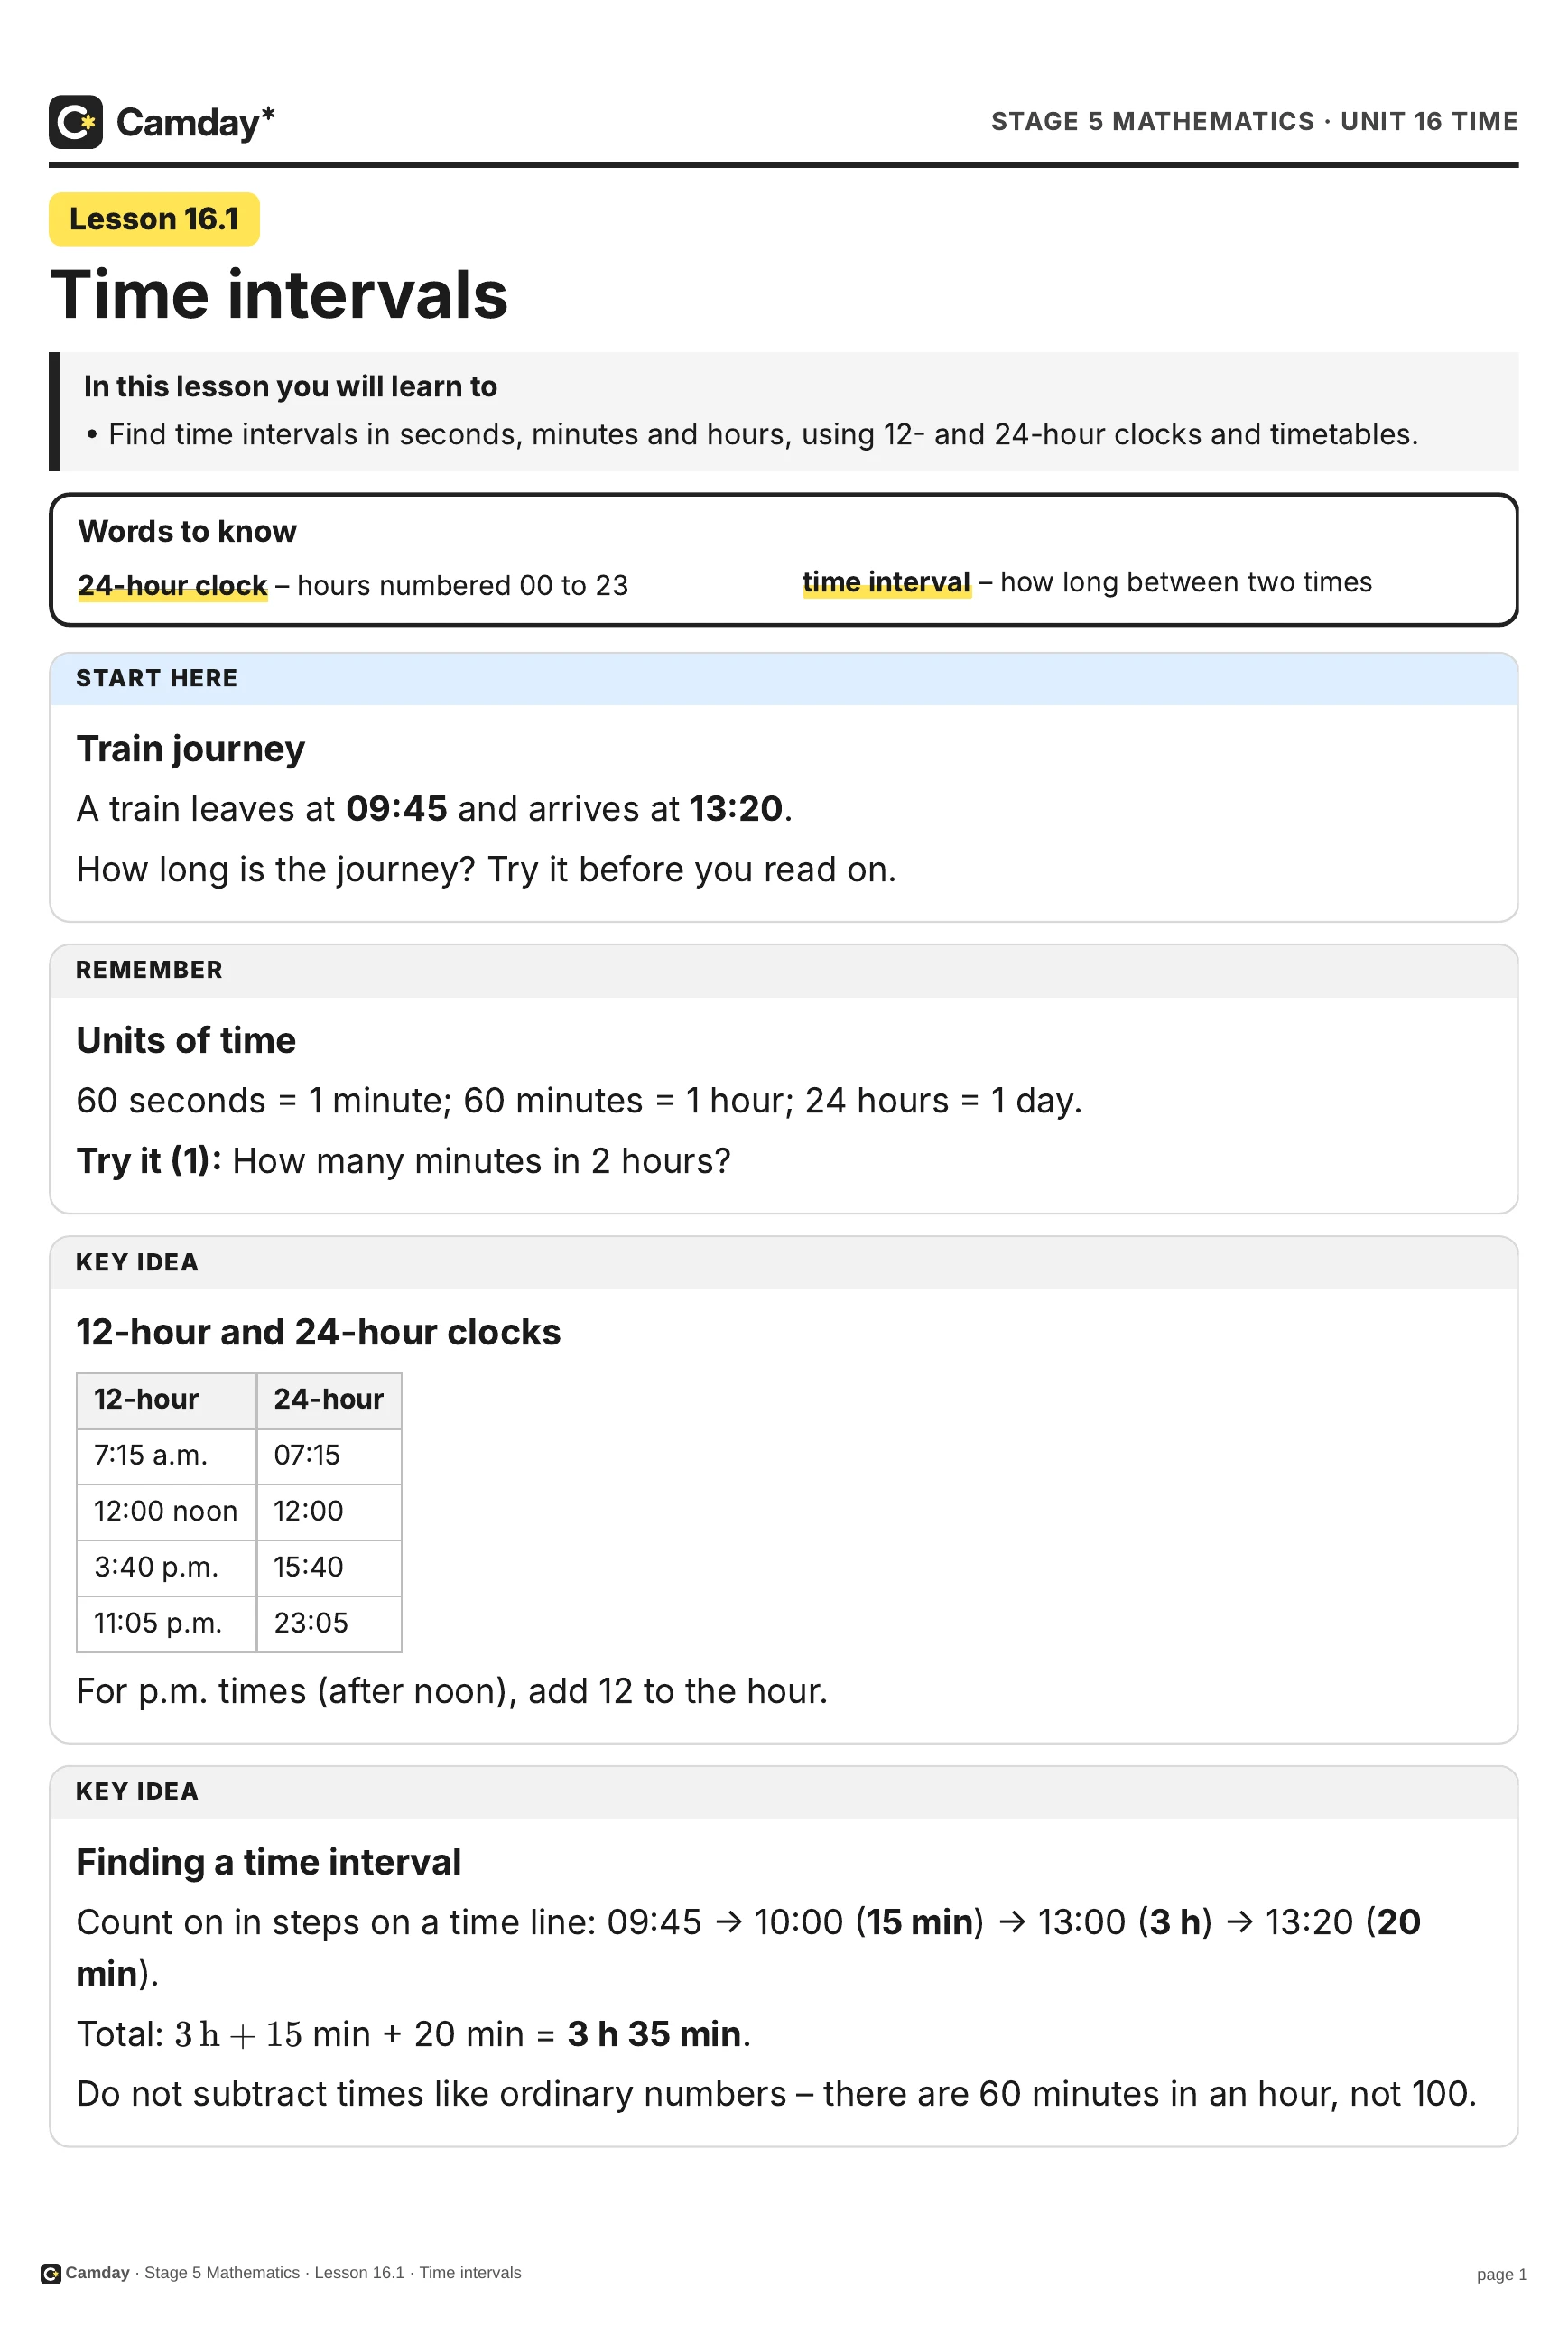 Camday*
STAGE 5 MATHEMATICS · UNIT 16 TIME
Lesson 16.1
Time intervals
In this lesson you will learn to
• Find time intervals in seconds, minutes and hours, using 12- and 24-hour clocks and timetables.
Words to know
24-hour clock – hours numbered 00 to 23
time interval – how long between two times
START HERE
Train journey
A train leaves at 09:45 and arrives at 13:20.
How long is the journey? Try it before you read on.
REMEMBER
Units of time
60 seconds = 1 minute; 60 minutes = 1 hour; 24 hours = 1 day.
Try it (1): How many minutes in 2 hours?
KEY IDEA
12-hour and 24-hour clocks
12-hour 24-hour
7:15 a.m. 07:15
12:00 noon 12:00
3:40 p.m. 15:40
11:05 p.m. 23:05
For p.m. times (after noon), add 12 to the hour.
KEY IDEA
Finding a time interval
Count on in steps on a time line: 09:45 → 10:00 (15 min) → 13:00 (3 h) → 13:20 (20
min).
Total: 3 h + 15 min + 20 min = 3 h 35 min.
Do not subtract times like ordinary numbers – there are 60 minutes in an hour, not 100.
Camday · Stage 5 Mathematics · Lesson 16.1 · Time intervals
page 1